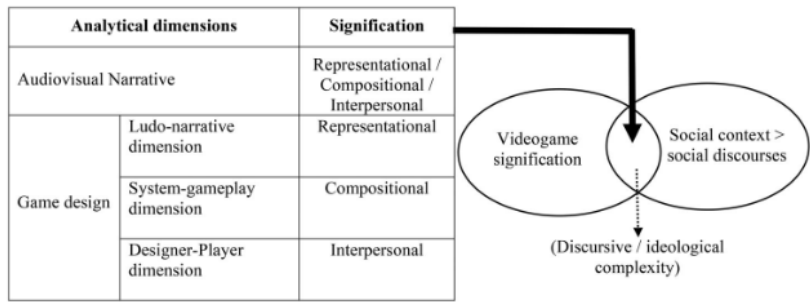 Analytical dimensions
Signification
Audiovisual Narrative
Representational /
Compositional /
Interpersonal
Game design
Ludo-narrative
dimension
Representational
System-gameplay
dimension
Compositional
Designer-Player
dimension
Interpersonal
Videogame
signification
Social context >
social discourses
(Discursive / ideological
complexity)